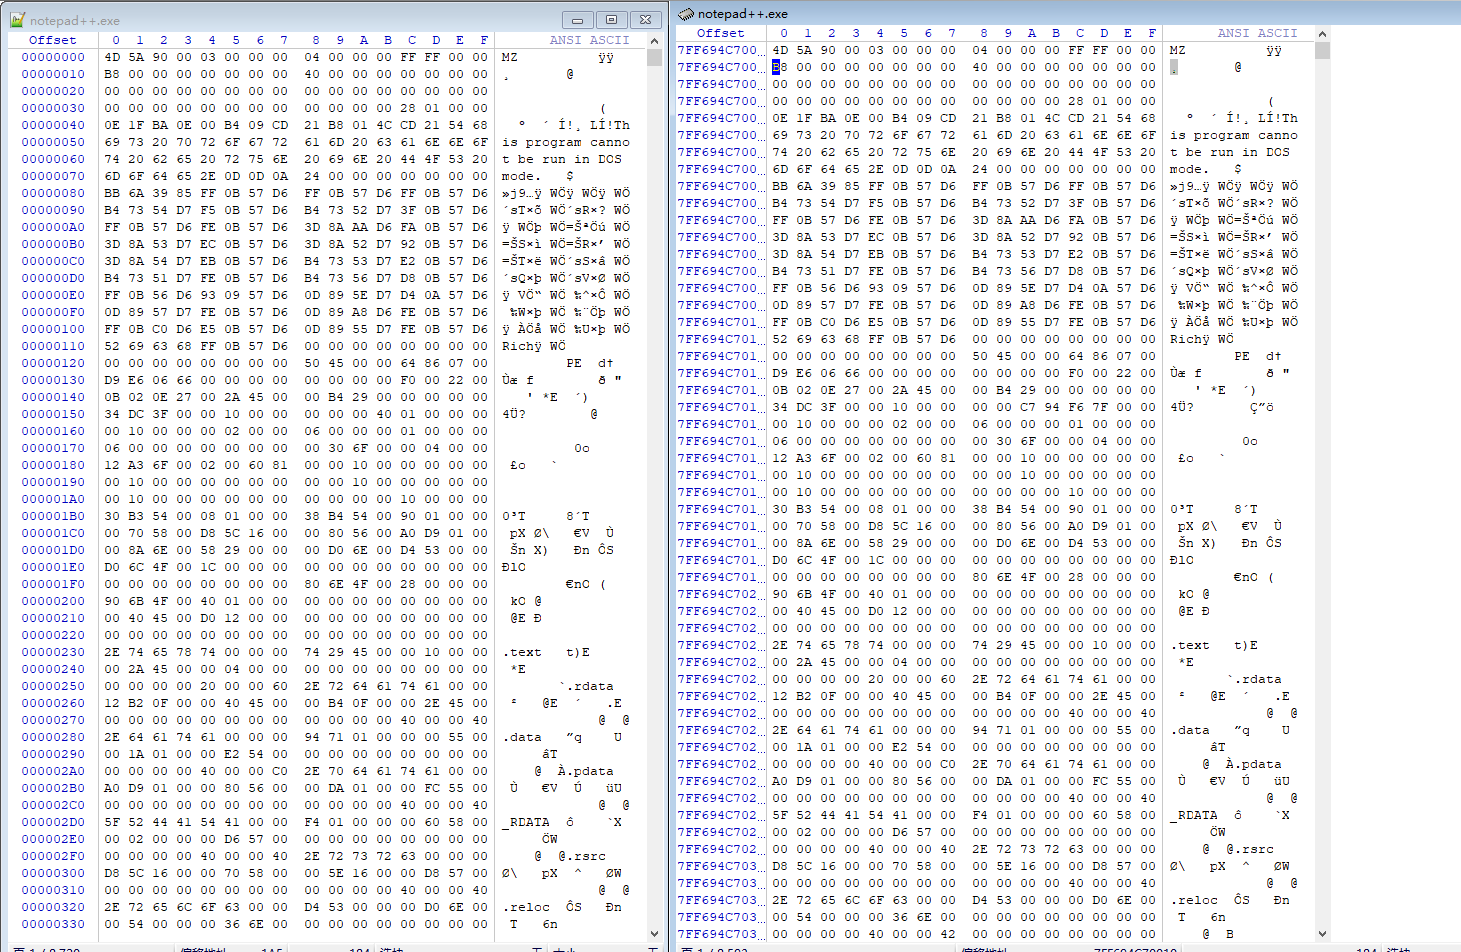 notepad++.exe
Offset 0 1 2 3 4 5 6 7 8 9 A B C D E F ANSI ASCII
00000000 4D 5A 90 00 03 00 00 00 04 00 00 00 FF FF 00 00 MZ ÿÿ
00000010 B8 00 00 00 00 00 00 00 40 00 00 00 00 00 00 00 ¸ @
00000020 00 00 00 00 00 00 00 00 00 00 00 00 00 00 00 00
00000030 00 00 00 00 00 00 00 00 00 00 00 00 28 01 00 00 (
00000040 0E 1F BA 0E 00 B4 09 CD 21 B8 01 4C CD 21 54 68 º ´ Í!¸ LÍ!Th
00000050 69 73 20 70 72 6F 67 72 61 6D 20 63 61 6E 6E 6F is program canno
00000060 74 20 62 65 20 72 75 6E 20 69 6E 20 44 4F 53 20 t be run in DOS
00000070 6D 6F 64 65 2E 0D 0D 0A 24 00 00 00 00 00 00 00 mode. $
00000080 BB 6A 39 85 FF 0B 57 D6 FF 0B 57 D6 FF 0B 57 D6 »j9…ÿ WÖÿ WÖÿ WÖ
00000090 B4 73 54 D7 F5 0B 57 D6 B4 73 52 D7 3F 0B 57 D6 ´sT×õ WÖ´sR×? WÖ
000000A0 FF 0B 57 D6 FE 0B 57 D6 3D 8A AA D6 FA 0B 57 D6 ÿ WÖþ WÖ=ŠªÖú WÖ
000000B0 3D 8A 53 D7 EC 0B 57 D6 3D 8A 52 D7 92 0B 57 D6 =ŠS×ì WÖ=ŠR×’ WÖ
000000C0 3D 8A 54 D7 EB 0B 57 D6 B4 73 53 D7 E2 0B 57 D6 =ŠT×ë WÖ´sS×â WÖ
000000D0 B4 73 51 D7 FE 0B 57 D6 B4 73 56 D7 D8 0B 57 D6 ´sQ×þ WÖ´sV×Ø WÖ
000000E0 FF 0B 56 D6 93 09 57 D6 0D 89 5E D7 D4 0A 57 D6 ÿ VÖ“ WÖ ‰^×Ô WÖ
000000F0 0D 89 57 D7 FE 0B 57 D6 0D 89 A8 D6 FE 0B 57 D6 ‰W×þ WÖ ‰¨Öþ WÖ
00000100 FF 0B C0 D6 E5 0B 57 D6 0D 89 55 D7 FE 0B 57 D6 ÿ ÀÖå WÖ ‰U×þ WÖ
00000110 52 69 63 68 FF 0B 57 D6 00 00 00 00 00 00 00 00 Richÿ WÖ
00000120 00 00 00 00 00 00 00 00 50 45 00 00 64 86 07 00 PE d†
00000130 D9 E6 06 66 00 00 00 00 00 00 00 00 F0 00 22 00 Ùæ f ð "
00000140 0B 02 0E 27 00 2A 45 00 00 B4 29 00 00 00 00 00 ' *E ´)
00000150 34 DC 3F 00 00 10 00 00 00 00 00 40 01 00 00 00 4Ü? @
00000160 00 10 00 00 00 02 00 00 06 00 00 00 01 00 00 00
00000170 06 00 00 00 00 00 00 00 00 30 6F 00 00 04 00 00 0o
00000180 12 A3 6F 00 02 00 60 81 00 00 10 00 00 00 00 00 £o `
00000190 00 10 00 00 00 00 00 00 00 00 10 00 00 00 00 00
000001A0 00 10 00 00 00 00 00 00 00 00 00 00 10 00 00 00
000001B0 30 B3 54 00 08 01 00 00 38 B4 54 00 90 01 00 00 0³T 8´T
000001C0 00 70 58 00 D8 5C 16 00 00 80 56 00 A0 D9 01 00 pX Ø\ €V Ù
000001D0 00 8A 6E 00 58 29 00 00 00 D0 6E 00 D4 53 00 00 Šn X) Ðn ÔS
000001E0 D0 6C 4F 00 1C 00 00 00 00 00 00 00 00 00 00 00 ÐlO
000001F0 00 00 00 00 00 00 00 00 80 6E 4F 00 28 00 00 00 €nO (
00000200 90 6B 4F 00 40 01 00 00 00 00 00 00 00 00 00 00 kO @
00000210 00 40 45 00 D0 12 00 00 00 00 00 00 00 00 00 00 @E Ð
00000220 00 00 00 00 00 00 00 00 00 00 00 00 00 00 00 00
00000230 2E 74 65 78 74 00 00 00 74 29 45 00 00 10 00 00 .text t)E
00000240 00 2A 45 00 00 04 00 00 00 00 00 00 00 00 00 00 *E
00000250 00 00 00 00 20 00 00 60 2E 72 64 61 74 61 00 00 `.rdata
00000260 12 B2 0F 00 00 40 45 00 00 B4 0F 00 00 2E 45 00 ² @E ´ .E
00000270 00 00 00 00 00 00 00 00 00 00 00 00 40 00 00 40 @ @
00000280 2E 64 61 74 61 00 00 00 94 71 01 00 00 00 55 00 .data ”q U
00000290 00 1A 01 00 00 E2 54 00 00 00 00 00 00 00 00 00 âT
000002A0 00 00 00 00 40 00 00 C0 2E 70 64 61 74 61 00 00 @ À.pdata
000002B0 A0 D9 01 00 00 80 56 00 00 DA 01 00 00 FC 55 00 Ù €V Ú üU
000002C0 00 00 00 00 00 00 00 00 00 00 00 00 40 00 00 40 @ @
000002D0 5F 52 44 41 54 41 00 00 F4 01 00 00 00 60 58 00 _RDATA ô `X
000002E0 00 02 00 00 00 D6 57 00 00 00 00 00 00 00 00 00 ÖW
000002F0 00 00 00 00 40 00 00 40 2E 72 73 72 63 00 00 00 @ @.rsrc
00000300 D8 5C 16 00 00 70 58 00 00 5E 16 00 00 D8 57 00 Ø\ pX ^ ØW
00000310 00 00 00 00 00 00 00 00 00 00 00 00 40 00 00 40 @ @
00000320 2E 72 65 6C 6F 63 00 00 D4 53 00 00 00 D0 6E 00 .reloc ÔS Ðn
00000330 00 54 00 00 00 36 6E 00 00 00 00 00 00 00 00 00 T 6n
notepad++.exe
Offset 0 1 2 3 4 5 6 7 8 9 A B C D E F ANSI ASCII
7FF694C700... 4D 5A 90 00 03 00 00 00 04 00 00 00 FF FF 00 00 MZ ÿÿ
7FF694C700... B8 00 00 00 00 00 00 00 40 00 00 00 00 00 00 00 ¸ @
7FF694C700... 00 00 00 00 00 00 00 00 00 00 00 00 00 00 00 00
7FF694C700... 00 00 00 00 00 00 00 00 00 00 00 00 28 01 00 00 (
7FF694C700... 0E 1F BA 0E 00 B4 09 CD 21 B8 01 4C CD 21 54 68 º ´ Í!¸ LÍ!Th
7FF694C700... 69 73 20 70 72 6F 67 72 61 6D 20 63 61 6E 6E 6F is program canno
7FF694C700... 74 20 62 65 20 72 75 6E 20 69 6E 20 44 4F 53 20 t be run in DOS
7FF694C700... 6D 6F 64 65 2E 0D 0D 0A 24 00 00 00 00 00 00 00 mode. $
7FF694C700... BB 6A 39 85 FF 0B 57 D6 FF 0B 57 D6 FF 0B 57 D6 »j9…ÿ WÖÿ WÖÿ WÖ
7FF694C700... B4 73 54 D7 F5 0B 57 D6 B4 73 52 D7 3F 0B 57 D6 ´sT×õ WÖ´sR×? WÖ
7FF694C700... FF 0B 57 D6 FE 0B 57 D6 3D 8A AA D6 FA 0B 57 D6 ÿ WÖþ WÖ=ŠªÖú WÖ
7FF694C700... 3D 8A 53 D7 EC 0B 57 D6 3D 8A 52 D7 92 0B 57 D6 =ŠS×ì WÖ=ŠR×’ WÖ
7FF694C700... 3D 8A 54 D7 EB 0B 57 D6 B4 73 53 D7 E2 0B 57 D6 =ŠT×ë WÖ´sS×â WÖ
7FF694C700... B4 73 51 D7 FE 0B 57 D6 B4 73 56 D7 D8 0B 57 D6 ´sQ×þ WÖ´sV×Ø WÖ
7FF694C700... FF 0B 56 D6 93 09 57 D6 0D 89 5E D7 D4 0A 57 D6 ÿ VÖ“ WÖ ‰^×Ô WÖ
7FF694C700... 0D 89 57 D7 FE 0B 57 D6 0D 89 A8 D6 FE 0B 57 D6 ‰W×þ WÖ ‰¨Öþ WÖ
7FF694C701... FF 0B C0 D6 E5 0B 57 D6 0D 89 55 D7 FE 0B 57 D6 ÿ ÀÖå WÖ ‰U×þ WÖ
7FF694C701... 52 69 63 68 FF 0B 57 D6 00 00 00 00 00 00 00 00 Richÿ WÖ
7FF694C701... 00 00 00 00 00 00 00 00 50 45 00 00 64 86 07 00 PE d†
7FF694C701... D9 E6 06 66 00 00 00 00 00 00 00 00 F0 00 22 00 Ùæ f ð "
7FF694C701... 0B 02 0E 27 00 2A 45 00 00 B4 29 00 00 00 00 00 ' *E ´)
7FF694C701... 34 DC 3F 00 00 10 00 00 00 00 C7 94 F6 7F 00 00 4Ü? Ç”ö
7FF694C701... 00 10 00 00 00 02 00 00 06 00 00 00 01 00 00 00
7FF694C701... 06 00 00 00 00 00 00 00 00 30 6F 00 00 04 00 00 0o
7FF694C701... 12 A3 6F 00 02 00 60 81 00 00 10 00 00 00 00 00 £o `
7FF694C701... 00 10 00 00 00 00 00 00 00 00 10 00 00 00 00 00
7FF694C701... 00 10 00 00 00 00 00 00 00 00 00 00 10 00 00 00
7FF694C701... 30 B3 54 00 08 01 00 00 38 B4 54 00 90 01 00 00 0³T 8´T
7FF694C701... 00 70 58 00 D8 5C 16 00 00 80 56 00 A0 D9 01 00 pX Ø\ €V Ù
7FF694C701... 00 8A 6E 00 58 29 00 00 00 D0 6E 00 D4 53 00 00 Šn X) Ðn ÔS
7FF694C701... D0 6C 4F 00 1C 00 00 00 00 00 00 00 00 00 00 00 ÐlO
7FF694C701... 00 00 00 00 00 00 00 00 80 6E 4F 00 28 00 00 00 €nO (
7FF694C702... 90 6B 4F 00 40 01 00 00 00 00 00 00 00 00 00 00 kO @
7FF694C702... 00 40 45 00 D0 12 00 00 00 00 00 00 00 00 00 00 @E Ð
7FF694C702... 00 00 00 00 00 00 00 00 00 00 00 00 00 00 00 00
7FF694C702... 2E 74 65 78 74 00 00 00 74 29 45 00 00 10 00 00 .text t)E
7FF694C702... 00 2A 45 00 00 04 00 00 00 00 00 00 00 00 00 00 *E
7FF694C702... 00 00 00 00 20 00 00 60 2E 72 64 61 74 61 00 00 `.rdata
7FF694C702... 12 B2 0F 00 00 40 45 00 00 B4 0F 00 00 2E 45 00 ² @E ´ .E
7FF694C702... 00 00 00 00 00 00 00 00 00 00 00 00 40 00 00 40 @ @
7FF694C702... 2E 64 61 74 61 00 00 00 94 71 01 00 00 00 55 00 .data ”q U
7FF694C702... 00 1A 01 00 00 E2 54 00 00 00 00 00 00 00 00 00 âT
7FF694C702... 00 00 00 00 40 00 00 C0 2E 70 64 61 74 61 00 00 @ À.pdata
7FF694C702... A0 D9 01 00 00 80 56 00 00 DA 01 00 00 FC 55 00 Ù €V Ú üU
7FF694C702... 00 00 00 00 00 00 00 00 00 00 00 00 40 00 00 40 @ @
7FF694C702... 5F 52 44 41 54 41 00 00 F4 01 00 00 00 60 58 00 _RDATA ô `X
7FF694C702... 00 02 00 00 00 D6 57 00 00 00 00 00 00 00 00 00 ÖW
7FF694C702... 00 00 00 00 40 00 00 40 2E 72 73 72 63 00 00 00 @ @.rsrc
7FF694C703... D8 5C 16 00 00 70 58 00 00 5E 16 00 00 D8 57 00 Ø\ pX ^ ØW
7FF694C703... 00 00 00 00 00 00 00 00 00 00 00 00 40 00 00 40 @ @
7FF694C703... 2E 72 65 6C 6F 63 00 00 D4 53 00 00 00 D0 6E 00 .reloc ÔS Ðn
7FF694C703... 00 54 00 00 00 36 6E 00 00 00 00 00 00 00 00 00 T 6n
7FF694C703... 00 00 00 00 40 00 00 42 00 00 00 00 00 00 00 00 @ B